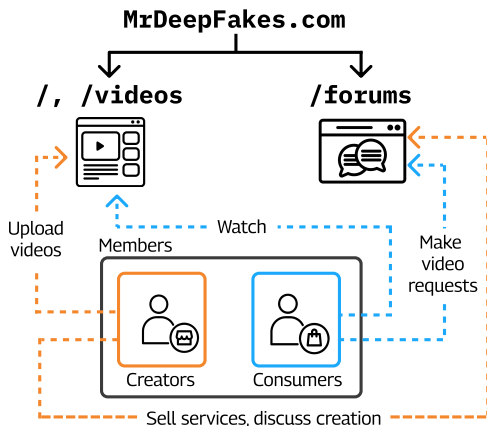 MrDeepFakes.com
/, /videos
/forums
Upload
videos
Watch
Make
video
requests
Members
Creators
Consumers
Sell services, discuss creation